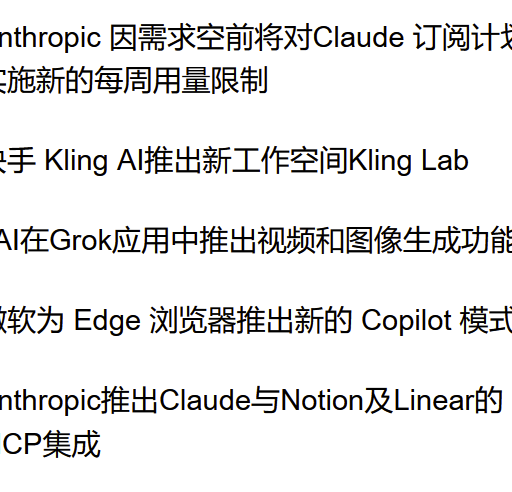 nthropic 因需求空前将对Claude 订阅计划
实施新的每周用量限制
快手 Kling AI推出新工作空间Kling Lab
AI在Grok应用中推出视频和图像生成功能
微软为 Edge 浏览器推出新的 Copilot 模式
nthropic推出Claude与Notion及Linear的
CP集成